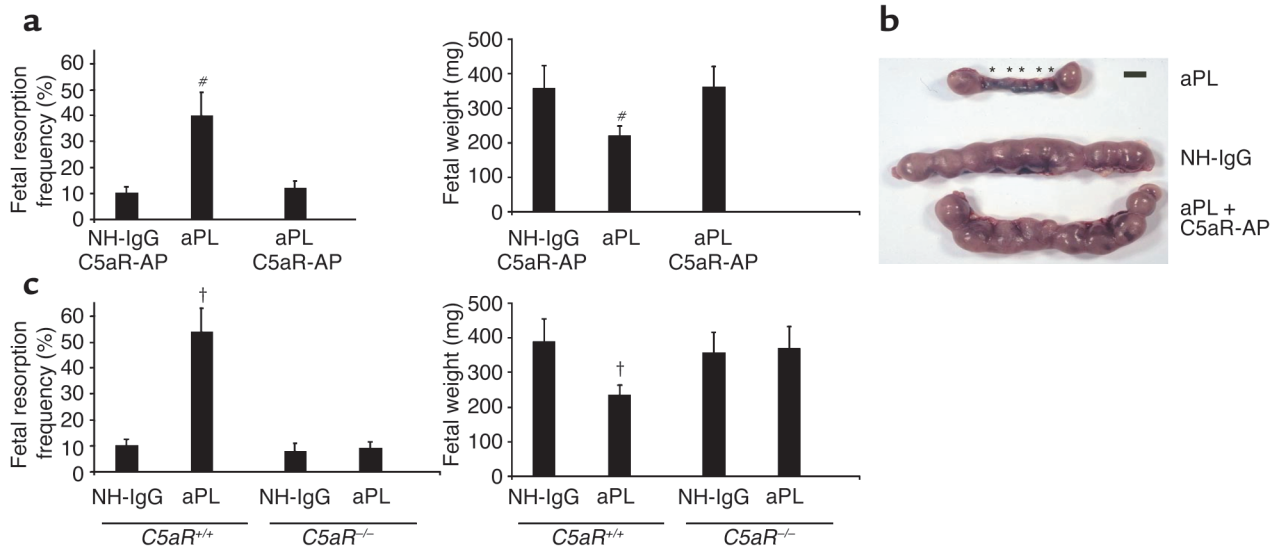 a
Fetal resorption
frequency (%)
60
50
40
30
20
10
0
#
NH-IgG aPL aPL
C5aR-AP C5aR-AP
Fetal weight (mg)
500
400
300
200
100
0
#
NH-IgG aPL aPL
C5aR-AP C5aR-AP
b
* * * * *
aPL
NH-IgG
aPL +
C5aR-AP
c
Fetal resorption
frequency (%)
60
50
40
30
20
10
0
†
NH-IgG aPL NH-IgG aPL
C5aR+/+ C5aR–/–
Fetal weight (mg)
500
400
300
200
100
0
†
NH-IgG aPL NH-IgG aPL
C5aR+/+ C5aR–/–